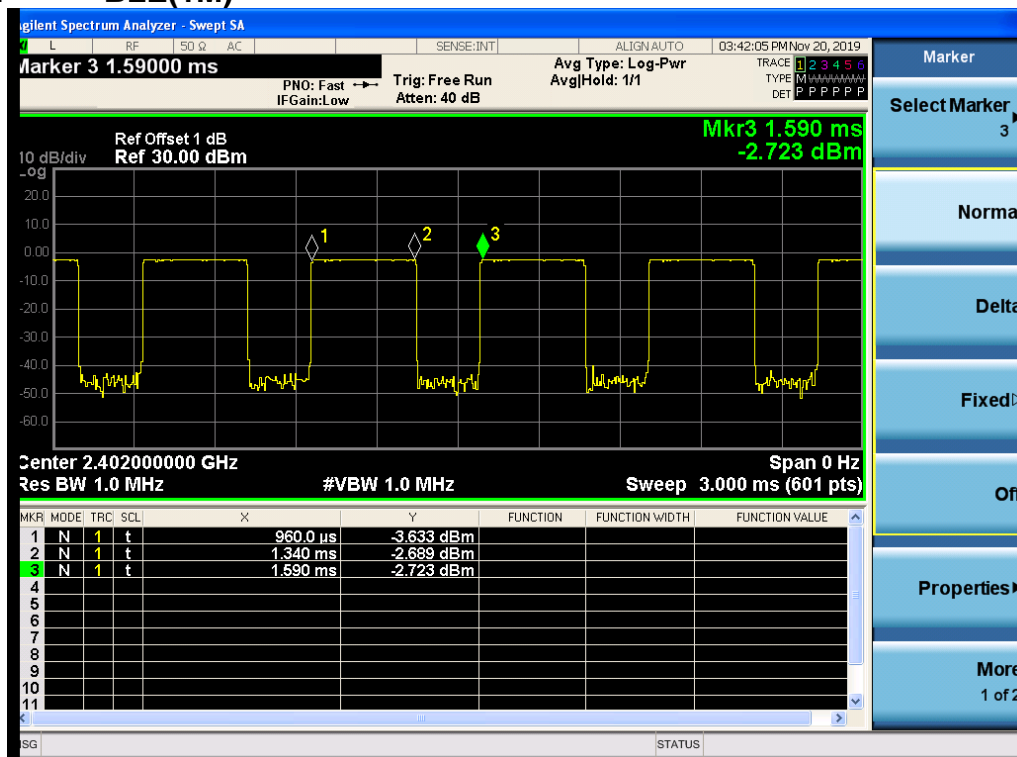 BLE(1M)
gilent Spectrum Analyzer - Swept SA
L RF 50 Ω AC SENSE:INT ALIGN AUTO 03:42:05 PM Nov 20, 2019
Marker 3 1.59000 ms
PNO: Fast
IFGain:Low
Trig: Free Run
Atten: 40 dB
Avg Type: Log-Pwr
Avg|Hold: 1/1
TRACE 1 2 3 4 5 6
TYPE M
DET P P P P P P
Ref Offset 1 dB
10 dB/div Ref 30.00 dBm
Mkr3 1.590 ms
-2.723 dBm
Log
20.0
10.0
0.00
-10.0
-20.0
-30.0
-40.0
-50.0
-60.0
1 2 3
Center 2.402000000 GHz Span 0 Hz
Res BW 1.0 MHz #VBW 1.0 MHz Sweep 3.000 ms (601 pts)
MKR MODE TRC SCL X Y FUNCTION FUNCTION WIDTH FUNCTION VALUE
1 N 1 t 960.0 µs -3.633 dBm
2 N 1 t 1.340 ms -2.689 dBm
3 N 1 t 1.590 ms -2.723 dBm
4
5
6
7
8
9
10
11
SG STATUS
Marker
Select Marker
3
Norma
Delta
Fixed
Off
Properties
More
1 of 2